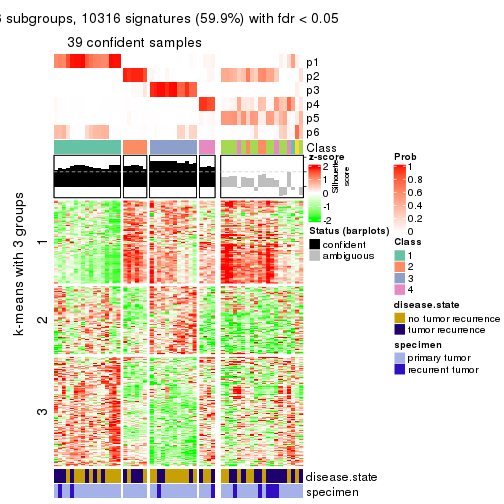 subgroups, 10316 signatures (59.9%) with fdr < 0.05
39 confident samples
p1
p2
p3
p4
p5
p6
Class
z-score
2
1
0
-1
-2
Silhouette
score
Status (barplots)
confident
ambiguous
Prob
1
0.8
0.6
0.4
0.2
0
Class
1
2
3
4
disease.state
no tumor recurrence
tumor recurrence
specimen
primary tumor
recurrent tumor
k-means with 3 groups
1
2
3
disease.state
specimen